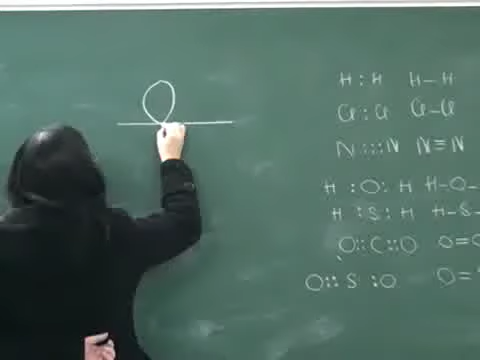 H : H H–H
Cl : Cl Cl–Cl
N ::: N N≡N
H : O : H H–O–
H : S : H H–S–
O :: C :: O O=
O :: S : O O=